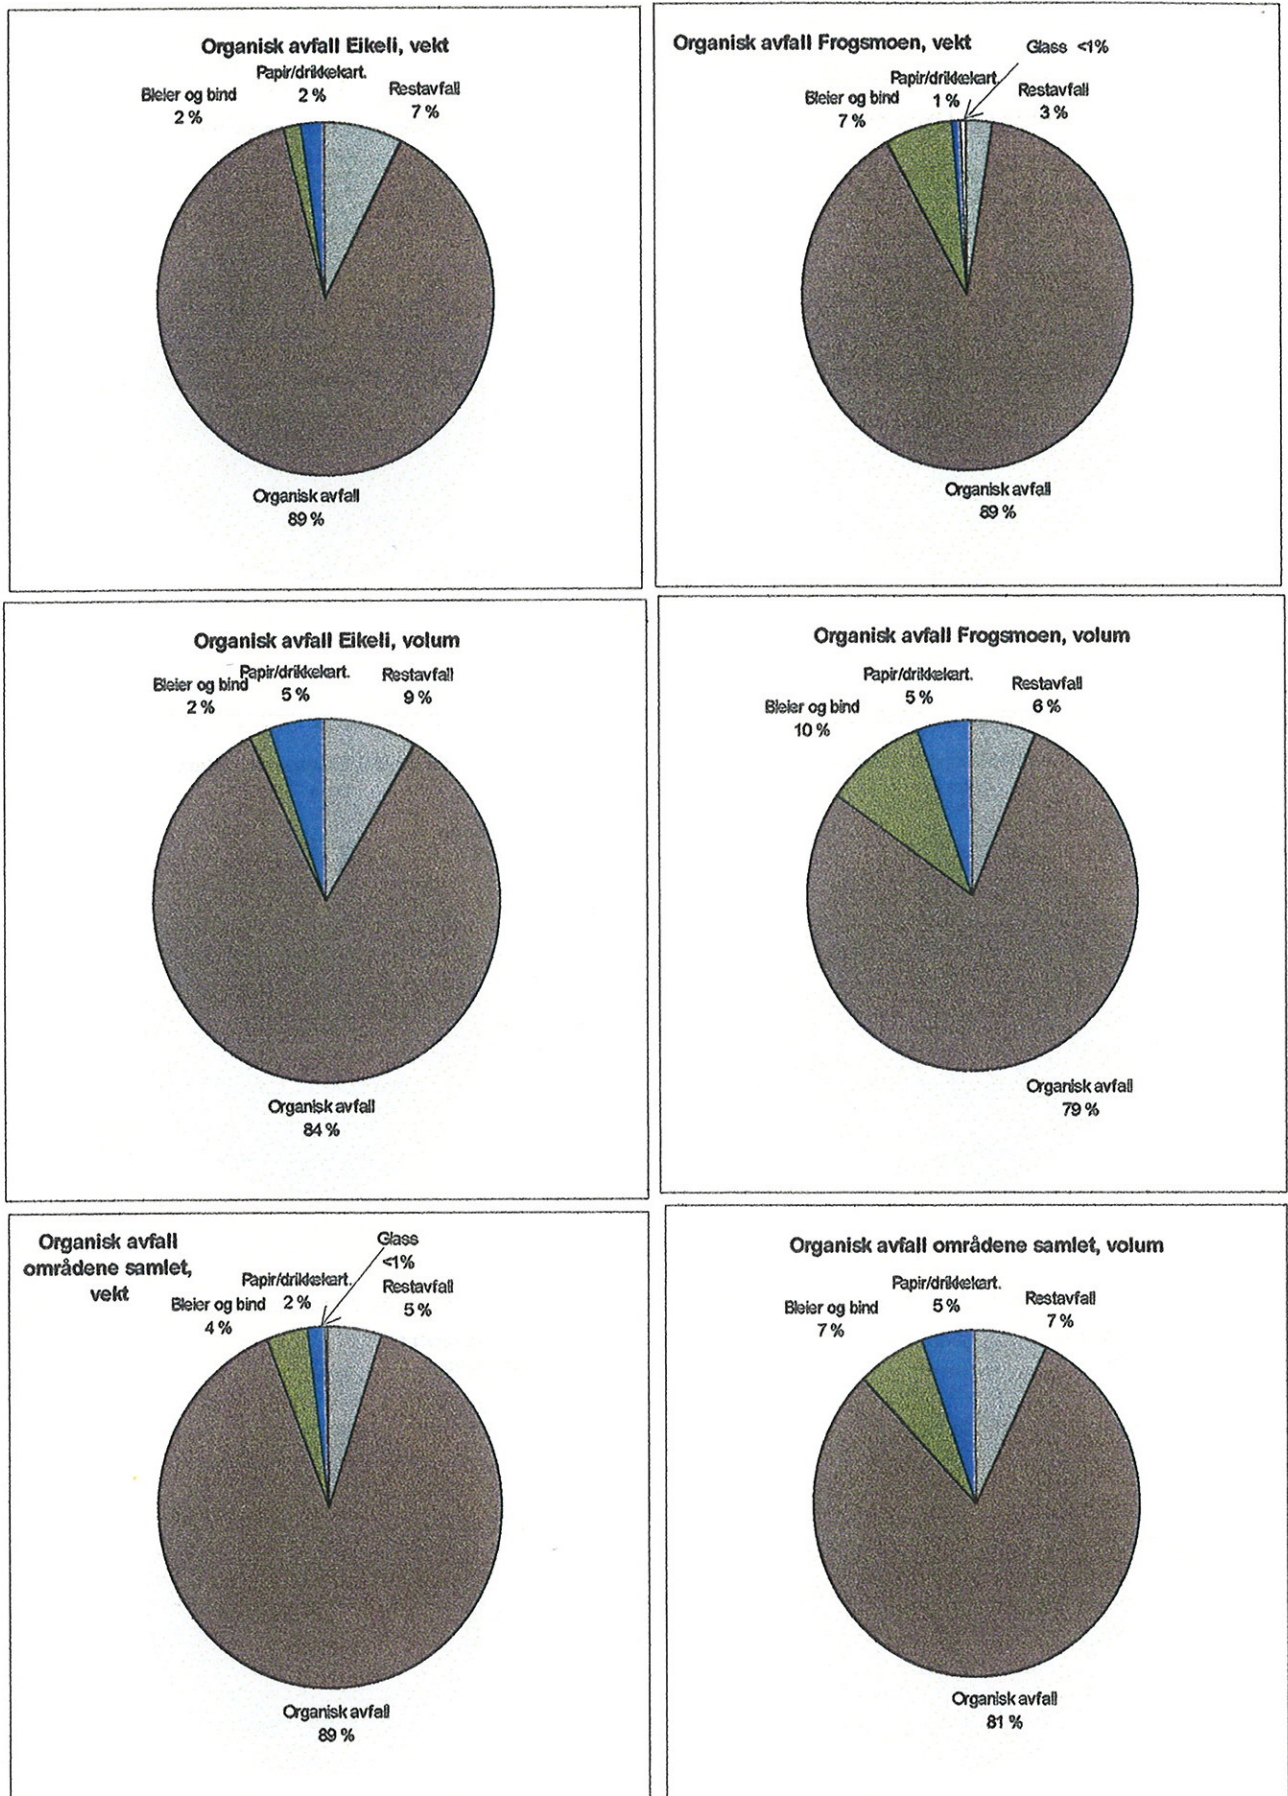 Organisk avfall Eikeli, vekt
Bleier og bind
2 %
Papir/drikkekart.
2 %
Restavfall
7 %
Organisk avfall
89 %
Organisk avfall Frogsmoen, vekt
Glass <1%
Bleier og bind
7 %
Papir/drikkekart.
1 %
Restavfall
3 %
Organisk avfall
89 %
Organisk avfall Eikeli, volum
Bleier og bind
2 %
Papir/drikkekart.
5 %
Restavfall
9 %
Organisk avfall
84 %
Organisk avfall Frogsmoen, volum
Bleier og bind
10 %
Papir/drikkekart.
5 %
Restavfall
6 %
Organisk avfall
79 %
Organisk avfall
områdene samlet,
vekt
Glass
<1%
Bleier og bind
4 %
Papir/drikkekart.
2 %
Restavfall
5 %
Organisk avfall
89 %
Organisk avfall områdene samlet, volum
Bleier og bind
7 %
Papir/drikkekart.
5 %
Restavfall
7 %
Organisk avfall
81 %